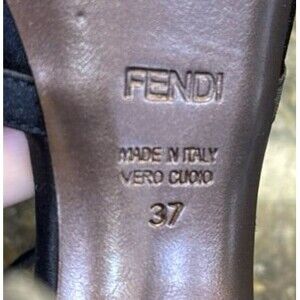 FENDI
MADE IN ITALY
VERO CUOIO
37